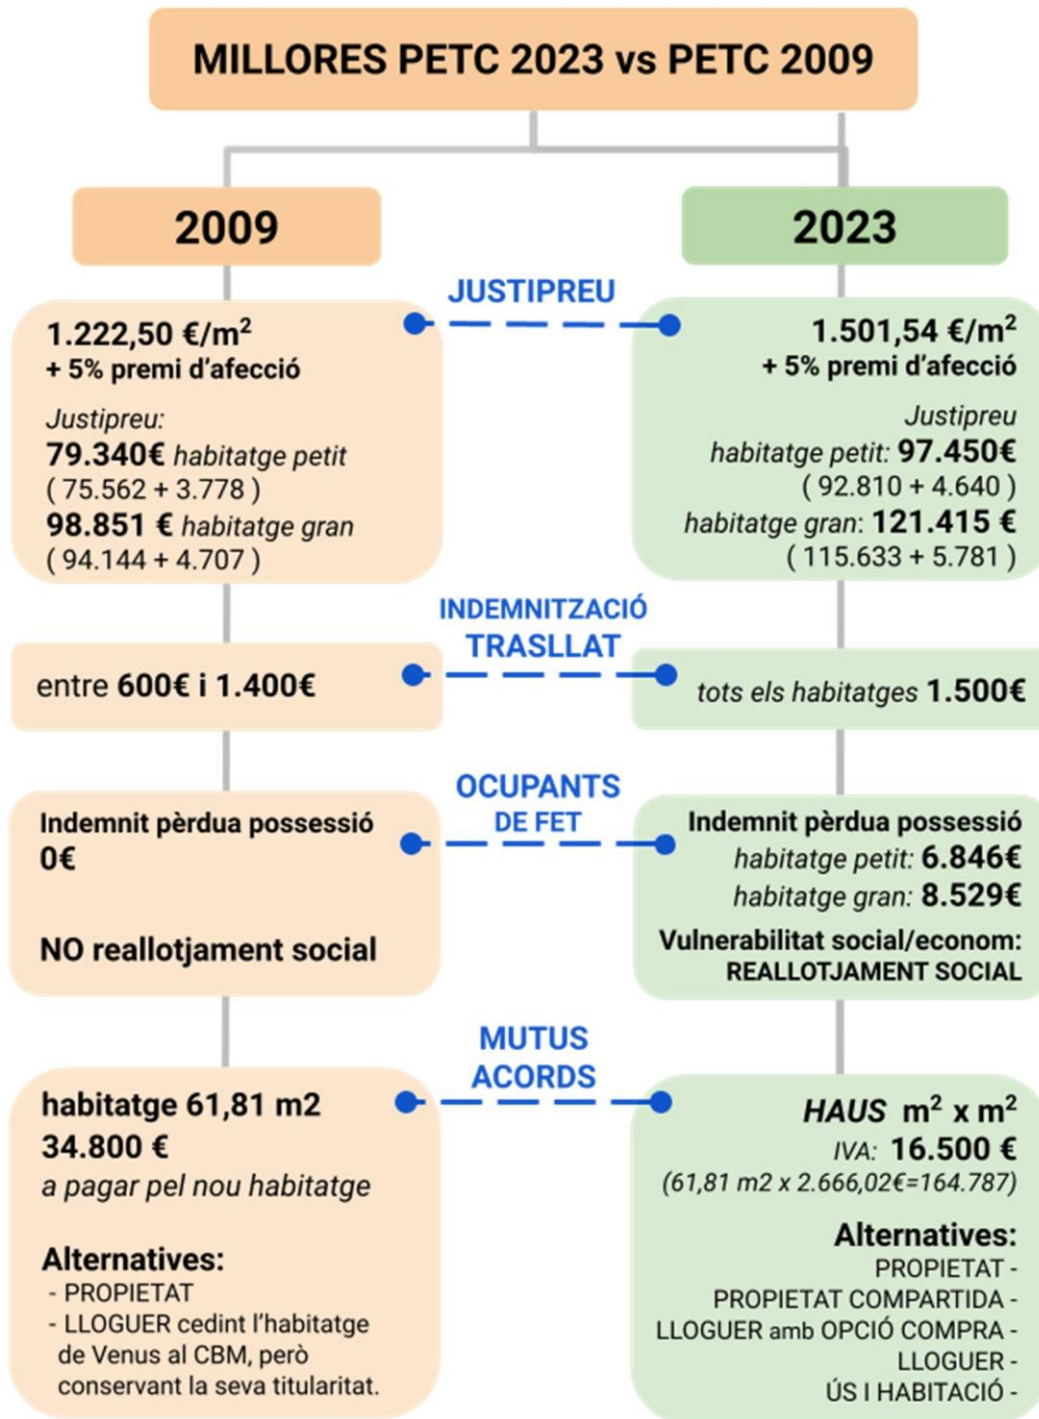 MILLORES PETC 2023 vs PETC 2009
2009
2023
JUSTIPREU
1.222,50 €/m²
+ 5% premi d'afecció
Justipreu:
79.340€ habitatge petit
( 75.562 + 3.778 )
98.851 € habitatge gran
( 94.144 + 4.707 )
1.501,54 €/m²
+ 5% premi d'afecció
Justipreu
habitatge petit: 97.450€
( 92.810 + 4.640 )
habitatge gran: 121.415 €
( 115.633 + 5.781 )
INDEMNITZACIÓ
TRASLLAT
entre 600€ i 1.400€
tots els habitatges 1.500€
OCUPANTS
DE FET
Indemnit pèrdua possessió
0€
NO reallotjament social
Indemnit pèrdua possessió
habitatge petit: 6.846€
habitatge gran: 8.529€
Vulnerabilitat social/econom:
REALLOTJAMENT SOCIAL
MUTUS
ACORDS
habitatge 61,81 m2
34.800 €
a pagar pel nou habitatge
Alternatives:
- PROPIETAT
- LLOGUER cedint l'habitatge
de Venus al CBM, però
conservant la seva titularitat.
HAUS m² x m²
IVA: 16.500 €
(61,81 m2 x 2.666,02€=164.787)
Alternatives:
PROPIETAT -
PROPIETAT COMPARTIDA -
LLOGUER amb OPCIÓ COMPRA -
LLOGUER -
ÚS I HABITACIÓ -